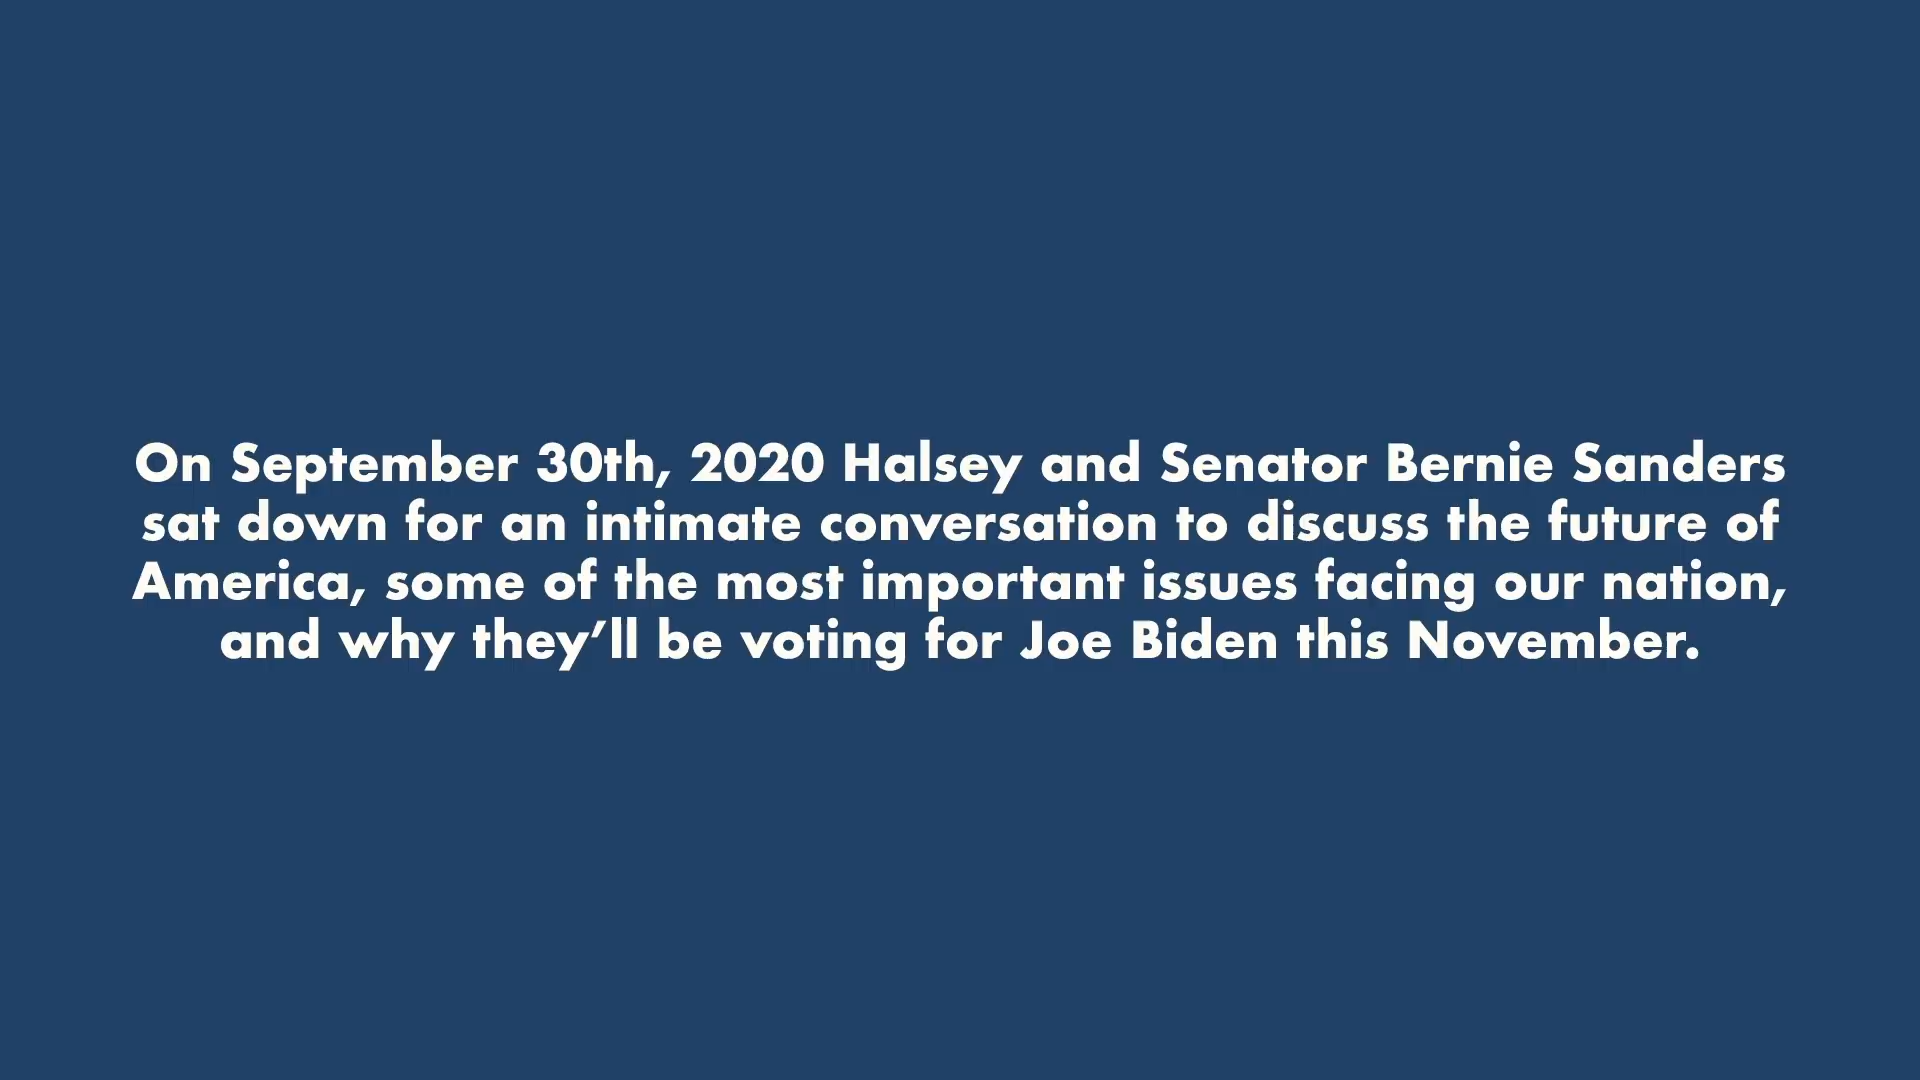 On September 30th, 2020 Halsey and Senator Bernie Sanders
sat down for an intimate conversation to discuss the future of
America, some of the most important issues facing our nation,
and why they’ll be voting for Joe Biden this November.